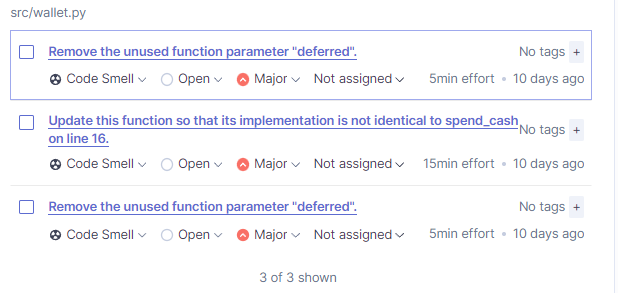 src/wallet.py
Remove the unused function parameter "deferred". No tags +
Code Smell Open Major Not assigned 5min effort • 10 days ago
Update this function so that its implementation is not identical to spend_cash
on line 16. No tags +
Code Smell Open Major Not assigned 15min effort • 10 days ago
Remove the unused function parameter "deferred". No tags +
Code Smell Open Major Not assigned 5min effort • 10 days ago
3 of 3 shown